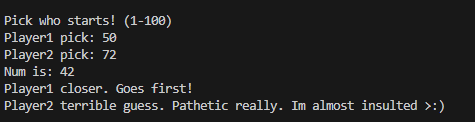 Pick who starts! (1-100)
Player1 pick: 50
Player2 pick: 72
Num is: 42
Player1 closer. Goes first!
Player2 terrible guess. Pathetic really. Im almost insulted >:)